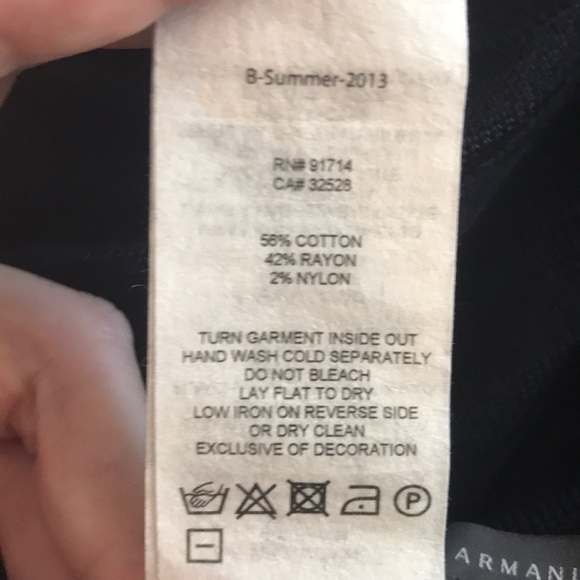 B-Summer-2013
RN# 91714
CA# 32528
56% COTTON
42% RAYON
2% NYLON
TURN GARMENT INSIDE OUT
HAND WASH COLD SEPARATELY
DO NOT BLEACH
LAY FLAT TO DRY
LOW IRON ON REVERSE SIDE
OR DRY CLEAN
EXCLUSIVE OF DECORATION
P
ARMANI